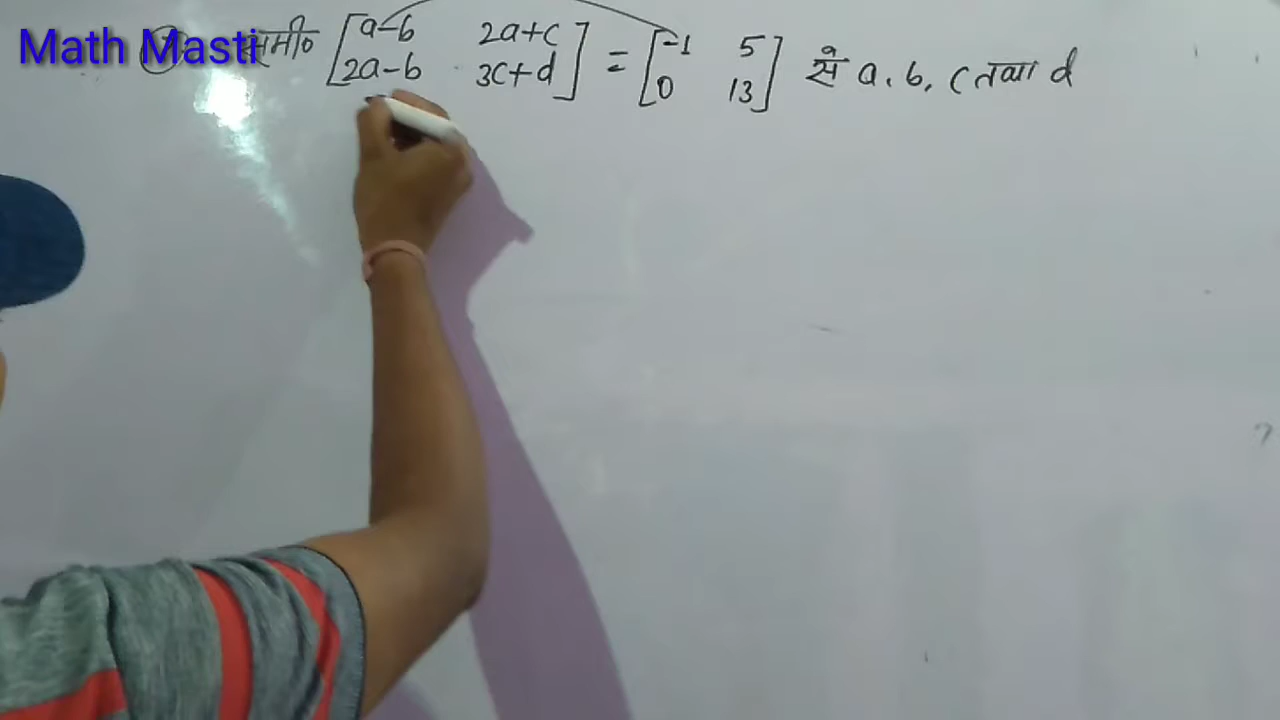 Math Masti
समी० [a-b 2a+c] = [-1 5] से a, b, c तथा d
[2a-b 3c+d] [0 13]